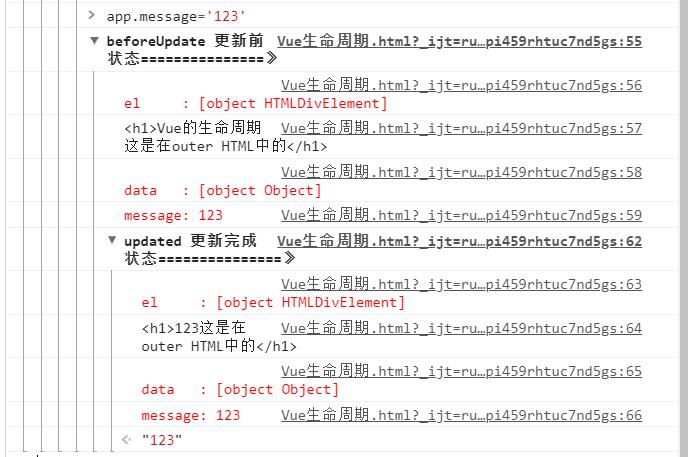 app.message='123'
beforeUpdate 更新前 Vue生命周期.html?_ijt=ru…pi459rhtuc7nd5gs:55
状态===============》
Vue生命周期.html?_ijt=ru…pi459rhtuc7nd5gs:56
el     : [object HTMLDivElement]
<h1>Vue的生命周期 Vue生命周期.html?_ijt=ru…pi459rhtuc7nd5gs:57
这是在outer HTML中的</h1>
Vue生命周期.html?_ijt=ru…pi459rhtuc7nd5gs:58
data   : [object Object]
message: 123 Vue生命周期.html?_ijt=ru…pi459rhtuc7nd5gs:59
updated 更新完成 Vue生命周期.html?_ijt=ru…pi459rhtuc7nd5gs:62
状态===============》
Vue生命周期.html?_ijt=ru…pi459rhtuc7nd5gs:63
el     : [object HTMLDivElement]
<h1>123这是在 Vue生命周期.html?_ijt=ru…pi459rhtuc7nd5gs:64
outer HTML中的</h1>
Vue生命周期.html?_ijt=ru…pi459rhtuc7nd5gs:65
data   : [object Object]
message: 123 Vue生命周期.html?_ijt=ru…pi459rhtuc7nd5gs:66
"123"